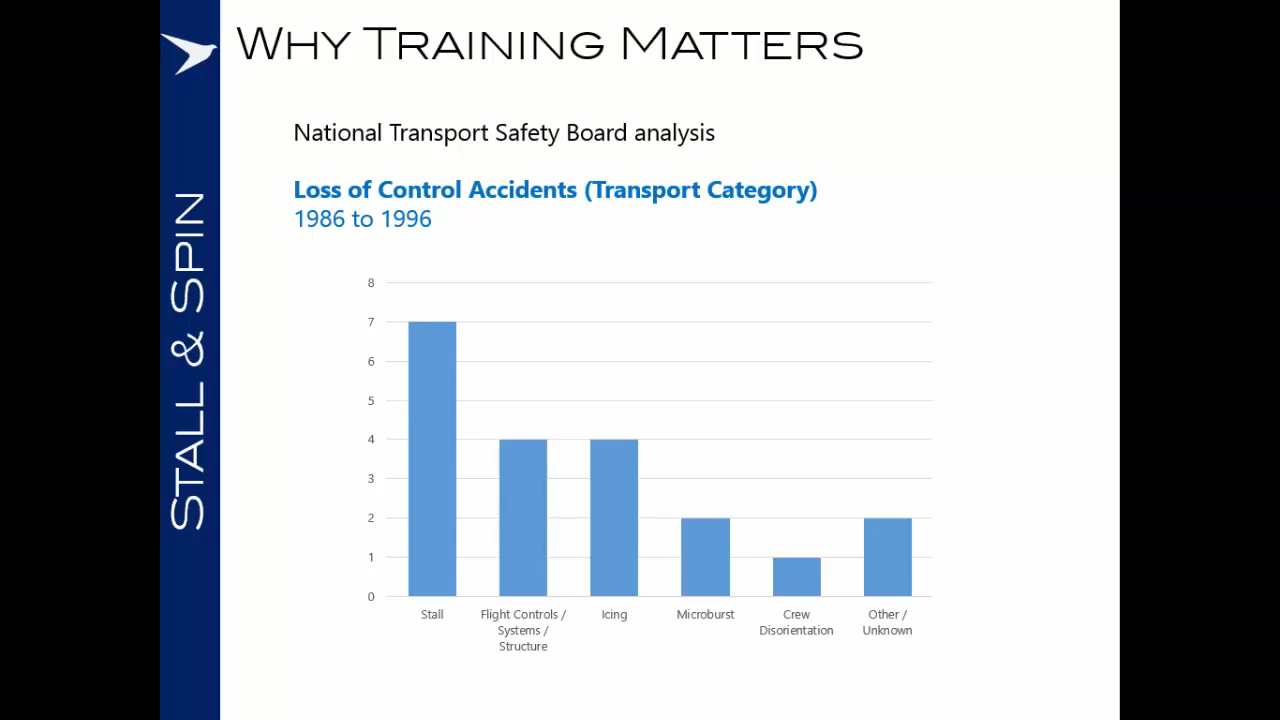 WHY TRAINING MATTERS
STALL & SPIN
National Transport Safety Board analysis
Loss of Control Accidents (Transport Category)
1986 to 1996
8
7
6
5
4
3
2
1
0
Stall
Flight Controls /
Systems /
Structure
Icing
Microburst
Crew
Disorientation
Other /
Unknown